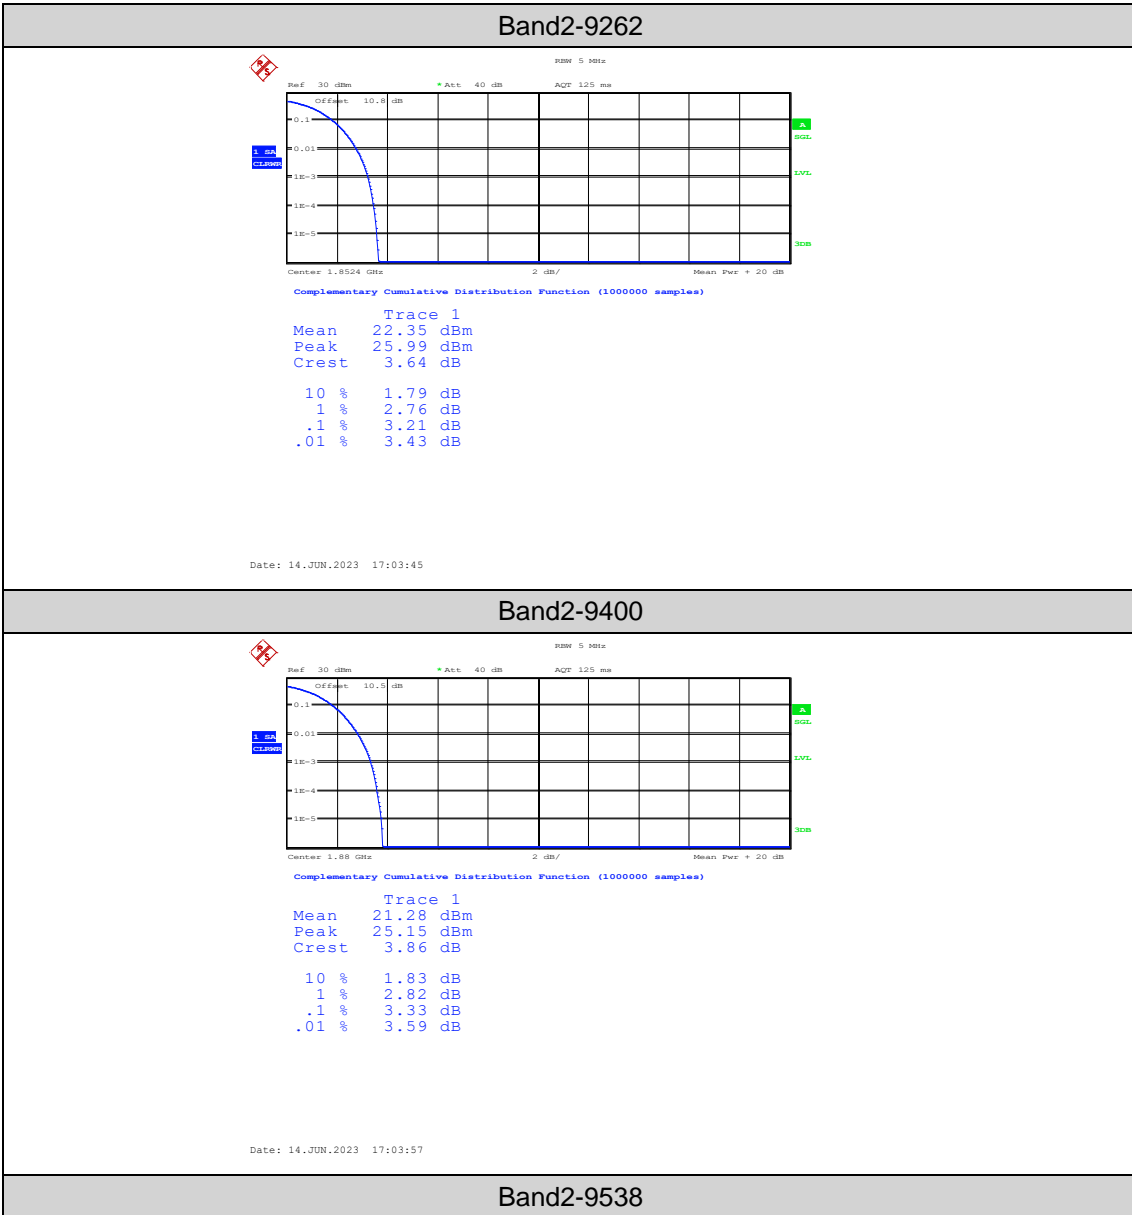 Band2-9262
R S
RBW 5 MHz
Ref 30 dBm *Att 40 dB AQT 125 ms
Offset 10.8 dB
0.1
A
SGL
1 SA
CLRWR
0.01
1E-3
LVL
1E-4
1E-5
3DB
Center 1.8524 GHz 2 dB/ Mean Pwr + 20 dB
Complementary Cumulative Distribution Function (1000000 samples)
Trace 1
Mean 22.35 dBm
Peak 25.99 dBm
Crest 3.64 dB
10 % 1.79 dB
1 % 2.76 dB
.1 % 3.21 dB
.01 % 3.43 dB
Date: 14.JUN.2023 17:03:45
Band2-9400
R S
RBW 5 MHz
Ref 30 dBm *Att 40 dB AQT 125 ms
Offset 10.5 dB
0.1
A
SGL
1 SA
CLRWR
0.01
1E-3
LVL
1E-4
1E-5
3DB
Center 1.88 GHz 2 dB/ Mean Pwr + 20 dB
Complementary Cumulative Distribution Function (1000000 samples)
Trace 1
Mean 21.28 dBm
Peak 25.15 dBm
Crest 3.86 dB
10 % 1.83 dB
1 % 2.82 dB
.1 % 3.33 dB
.01 % 3.59 dB
Date: 14.JUN.2023 17:03:57
Band2-9538